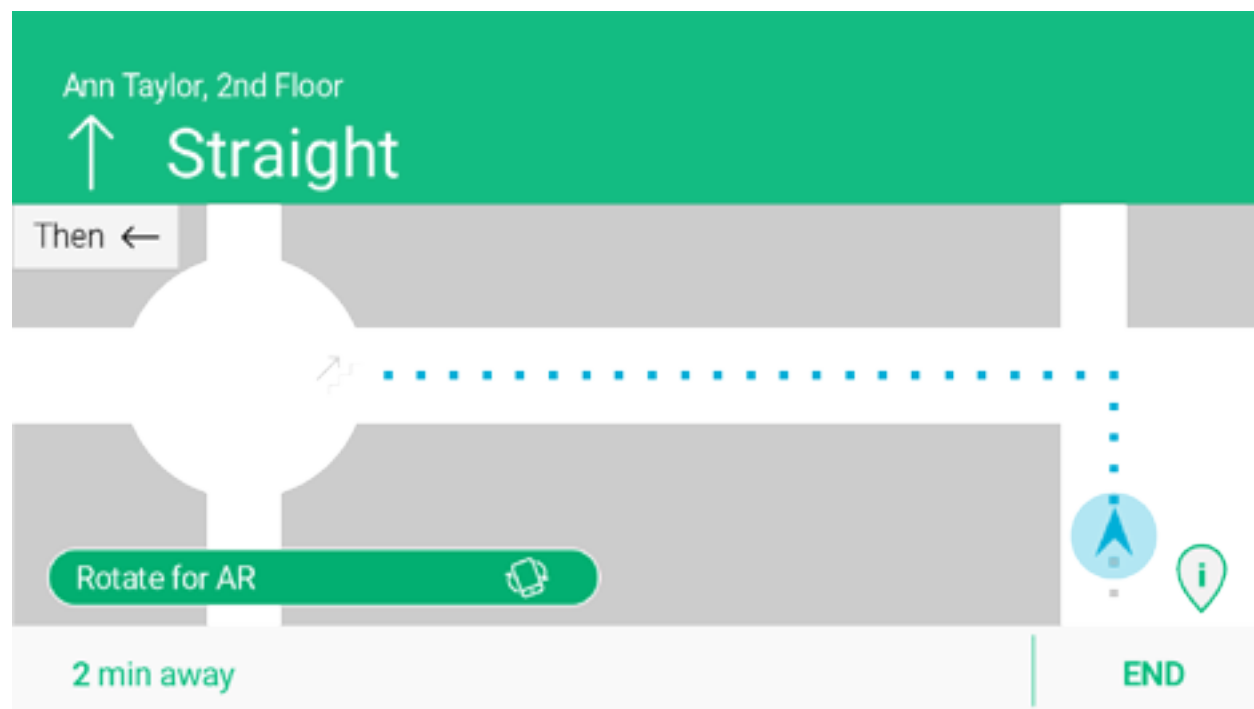 Ann Taylor, 2nd Floor
Straight
Then
Rotate for AR
i
2 min away
END